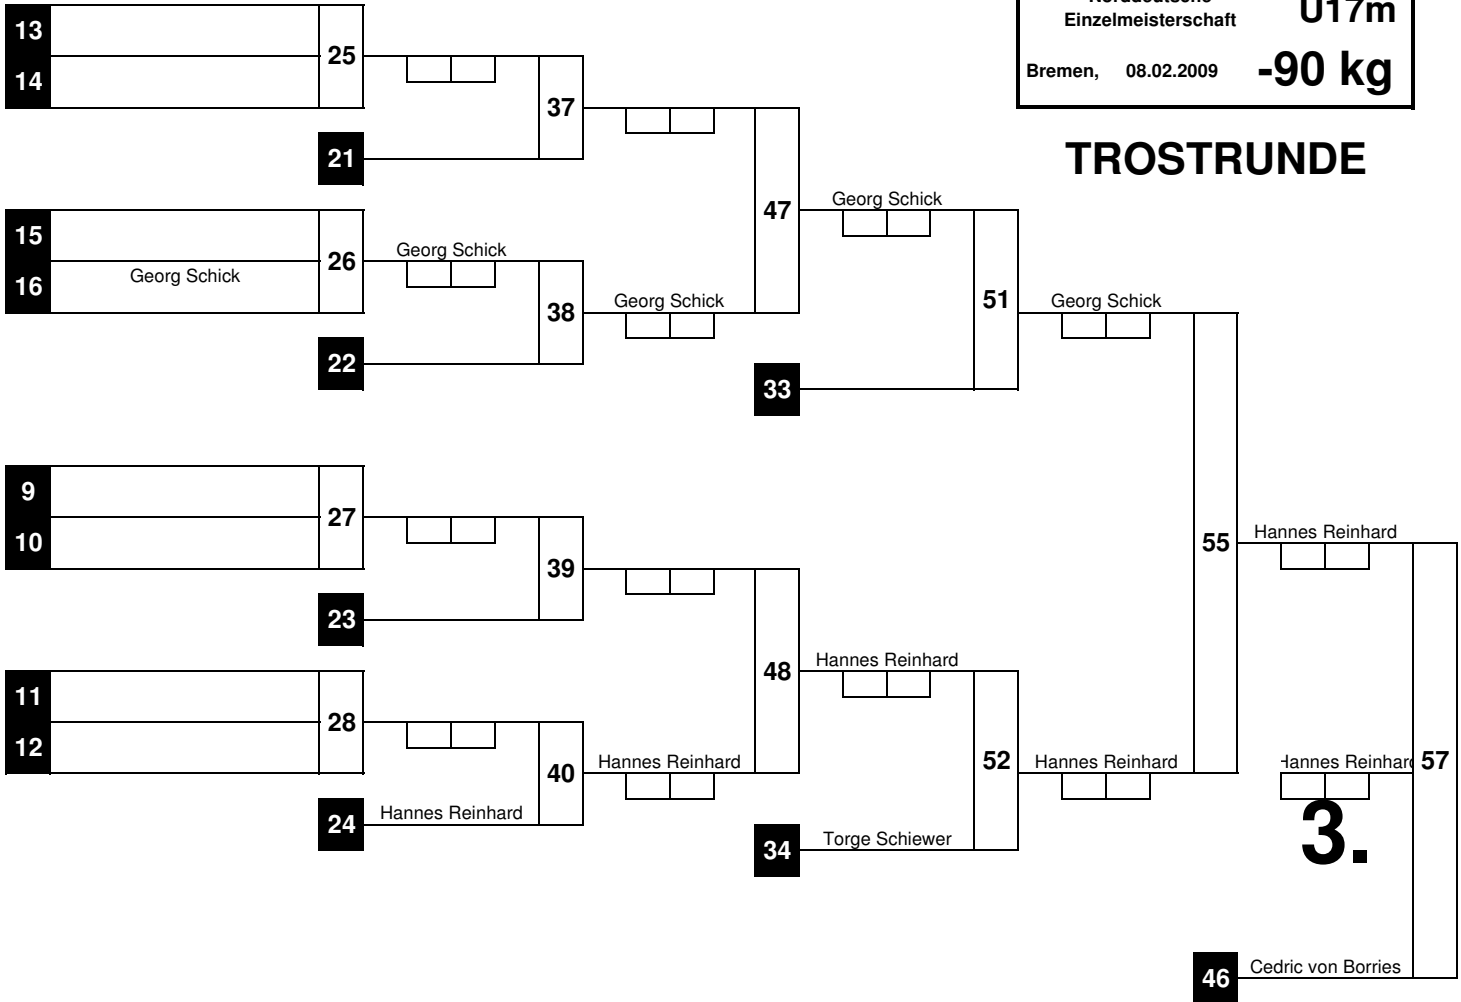 Norddeutsche
Einzelmeisterschaft
U17m
Bremen, 08.02.2009
-90 kg
TROSTRUNDE
13
14
25
37
21
47
Georg Schick
15
16
Georg Schick
26
Georg Schick
38
Georg Schick
22
51
Georg Schick
33
9
10
27
39
23
55
Hannes Reinhard
11
12
28
48
Hannes Reinhard
40
Hannes Reinhard
24
Hannes Reinhard
52
Hannes Reinhard
34
Torge Schiewer
Hannes Reinhard
57
3.
46
Cedric von Borries